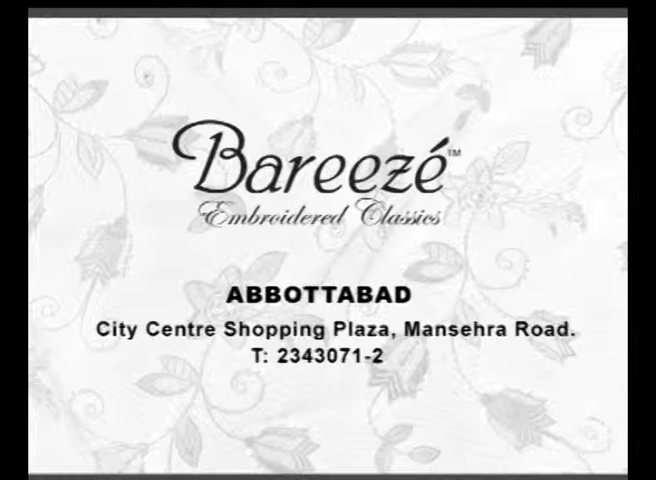 Bareezé™
Embroidered Classics
ABBOTTABAD
City Centre Shopping Plaza, Mansehra Road.
T: 2343071-2